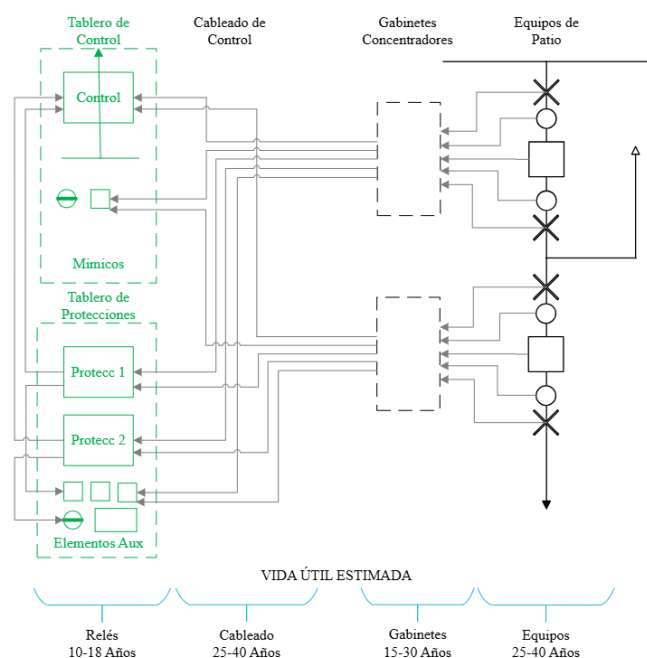 Tablero de
Control
Cableado de
Control
Gabinetes
Concentradores
Equipos de
Patio
Control
Mimicos
Tablero de
Protecciones
Protecc 1
Protecc 2
Elementos Aux
VIDA ÚTIL ESTIMADA
Relés
10-18 Años
Cableado
25-40 Años
Gabinetes
15-30 Años
Equipos
25-40 Años